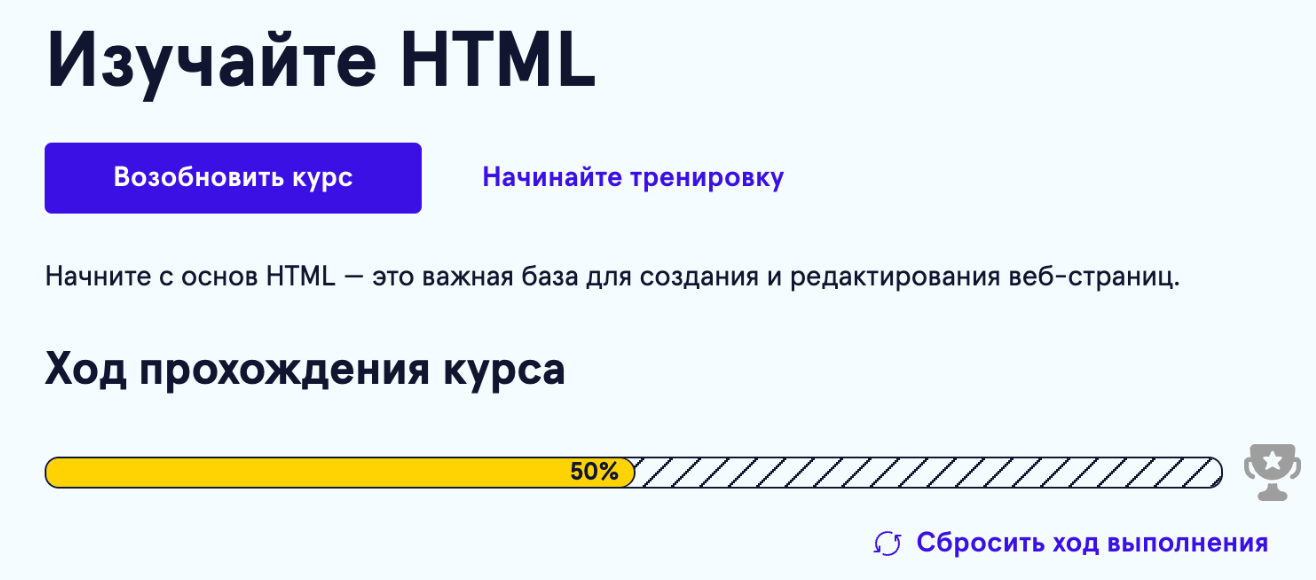 Изучайте HTML
Возобновить курс
Начинайте тренировку
Начните с основ HTML — это важная база для создания и редактирования веб-страниц.
Ход прохождения курса
50%
Сбросить ход выполнения